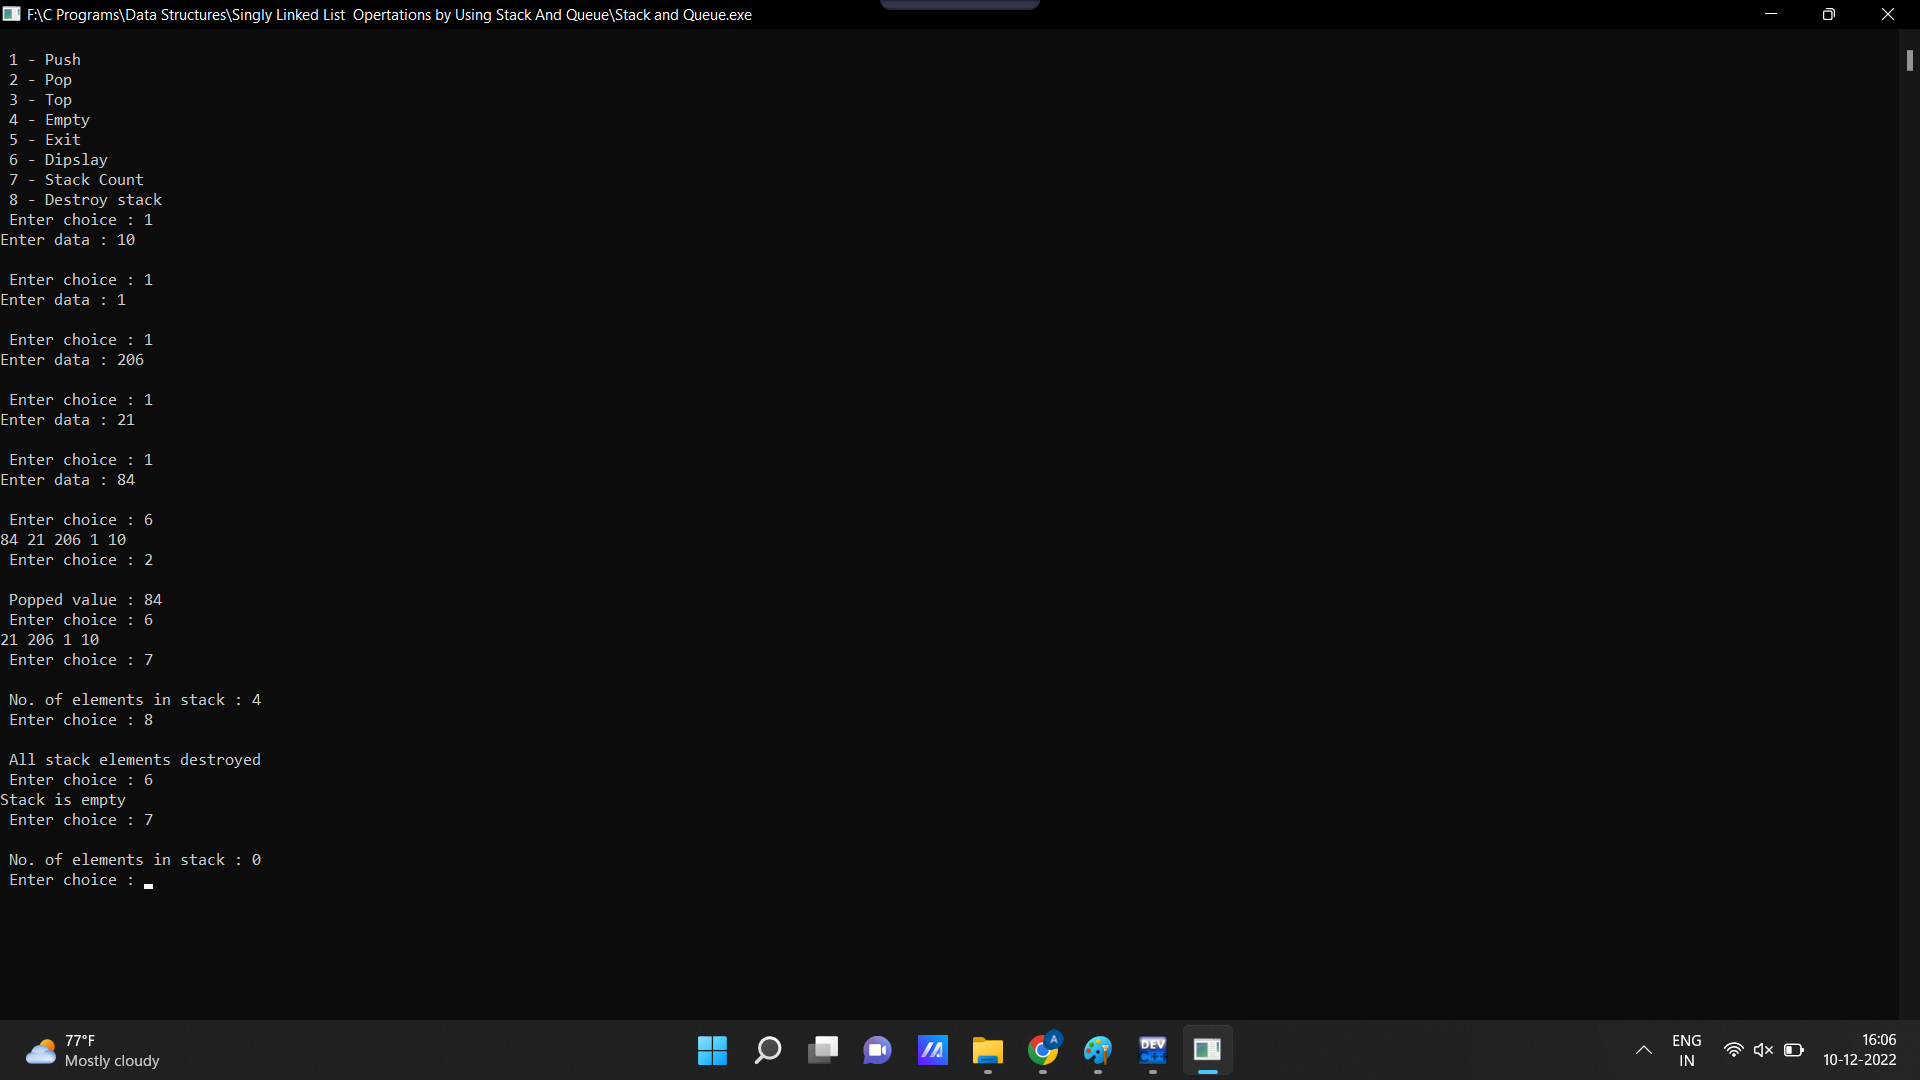 F:\C Programs\Data Structures\Singly Linked List  Opertations by Using Stack And Queue\Stack and Queue.exe
1 - Push
2 - Pop
3 - Top
4 - Empty
5 - Exit
6 - Dipslay
7 - Stack Count
8 - Destroy stack
Enter choice : 1
Enter data : 10
Enter choice : 1
Enter data : 1
Enter choice : 1
Enter data : 206
Enter choice : 1
Enter data : 21
Enter choice : 1
Enter data : 84
Enter choice : 6
84 21 206 1 10
Enter choice : 2
Popped value : 84
Enter choice : 6
21 206 1 10
Enter choice : 7
No. of elements in stack : 4
Enter choice : 8
All stack elements destroyed
Enter choice : 6
Stack is empty
Enter choice : 7
No. of elements in stack : 0
Enter choice :
77°F
Mostly cloudy
A
DEV
C++
ENG
IN
16:06
10-12-2022